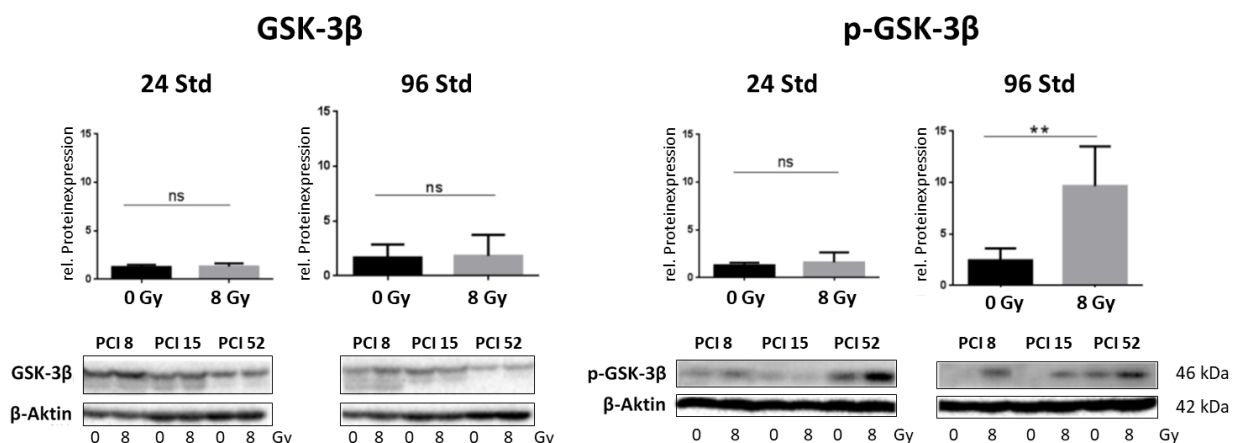 GSK-3β
p-GSK-3β
24 Std
96 Std
24 Std
96 Std
rel. Proteinexpression
15
10
5
0
ns
0 Gy
8 Gy
rel. Proteinexpression
15
10
5
0
ns
0 Gy
8 Gy
rel. Proteinexpression
15
10
5
0
ns
0 Gy
8 Gy
rel. Proteinexpression
15
10
5
0
**
0 Gy
8 Gy
PCI 8 PCI 15 PCI 52
PCI 8 PCI 15 PCI 52
PCI 8 PCI 15 PCI 52
PCI 8 PCI 15 PCI 52
GSK-3β
p-GSK-3β
46 kDa
β-Aktin
β-Aktin
42 kDa
0 8 0 8 0 8 Gy
0 8 0 8 0 8 Gy
0 8 0 8 0 8 Gy
0 8 0 8 0 8 Gy